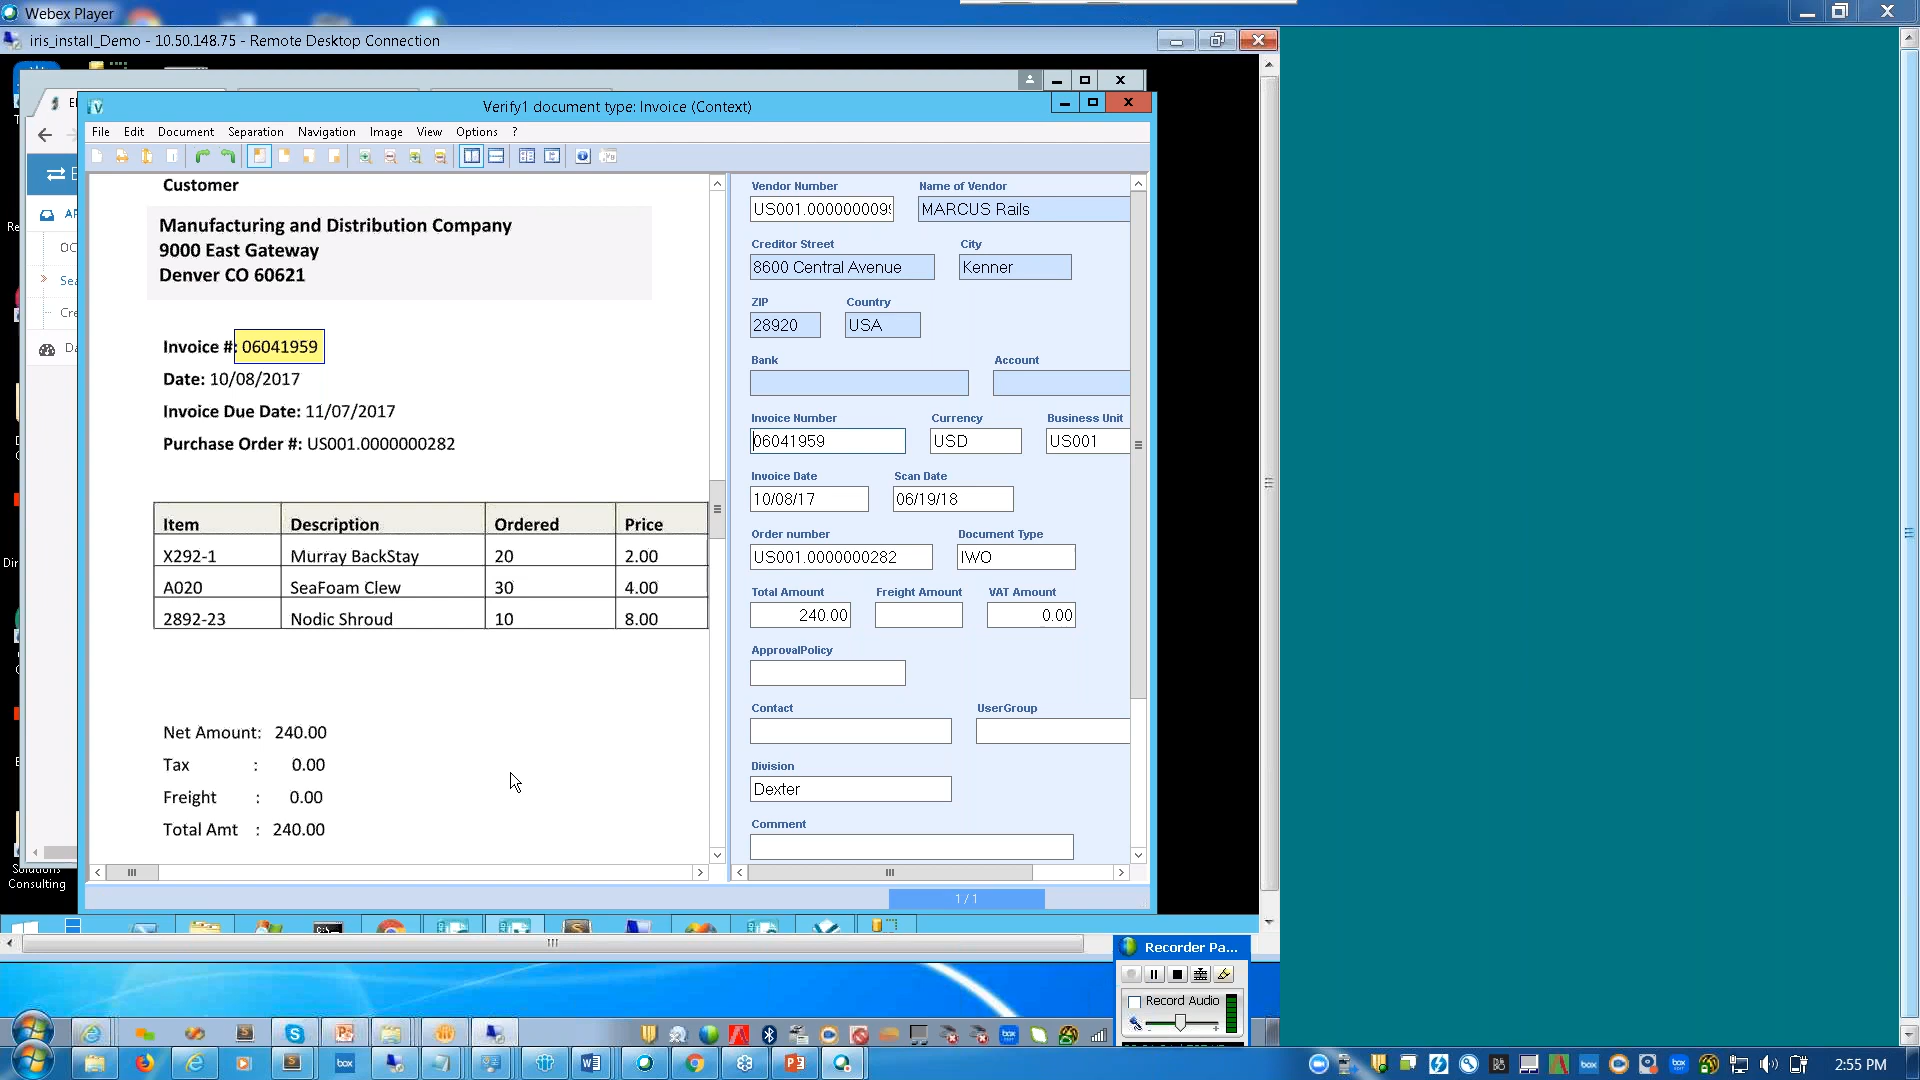 Webex Player
iris_install_Demo - 10.50.148.75 - Remote Desktop Connection
Verify1 document type: Invoice (Context)
File Edit Document Separation Navigation Image View Options ?
Customer
Manufacturing and Distribution Company
9000 East Gateway
Denver CO 60621
Invoice #: 06041959
Date: 10/08/2017
Invoice Due Date: 11/07/2017
Purchase Order #: US001.0000000282
Item Description Ordered Price
X292-1 Murray BackStay 20 2.00
A020 SeaFoam Clew 30 4.00
2892-23 Nodic Shroud 10 8.00
Net Amount: 240.00
Tax : 0.00
Freight : 0.00
Total Amt : 240.00
Vendor Number Name of Vendor
US001.000000009 MARCUS Rails
Creditor Street City
8600 Central Avenue Kenner
ZIP Country
28920 USA
Bank Account
Invoice Number Currency Business Unit
06041959 USD US001
Invoice Date Scan Date
10/08/17 06/19/18
Order number Document Type
US001.0000000282 IWO
Total Amount Freight Amount VAT Amount
240.00 0.00
ApprovalPolicy
Contact UserGroup
Division
Dexter
Comment
1 / 1
Solutions
Consulting
Recorder Pa...
Record Audio
2:55 PM